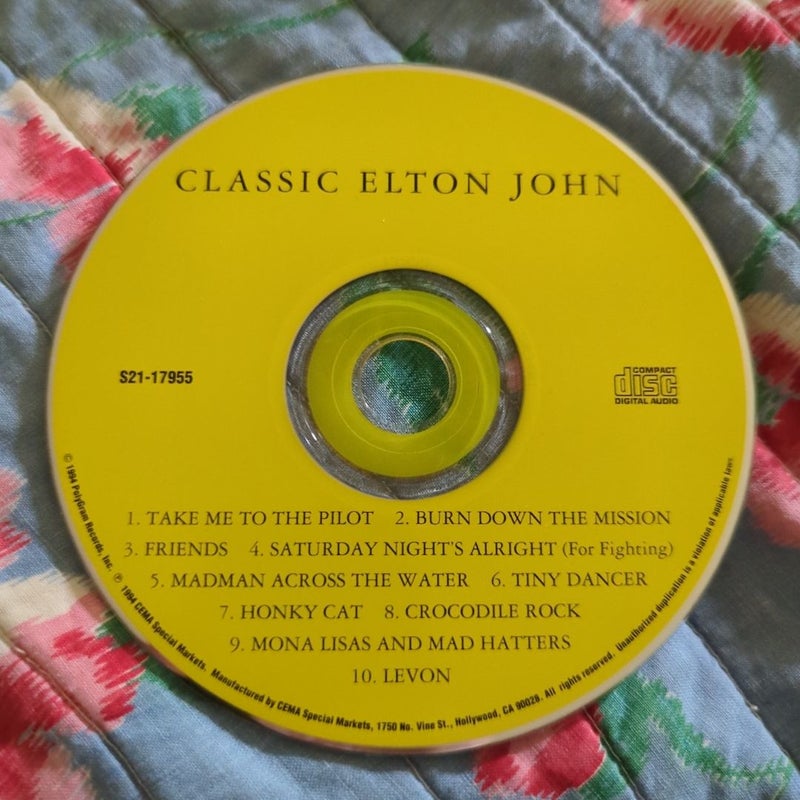 CLASSIC ELTON JOHN
S21-17955
COMPACT
disc
DIGITAL AUDIO
1. TAKE ME TO THE PILOT 2. BURN DOWN THE MISSION
3. FRIENDS 4. SATURDAY NIGHT'S ALRIGHT (For Fighting)
5. MADMAN ACROSS THE WATER 6. TINY DANCER
7. HONKY CAT 8. CROCODILE ROCK
9. MONA LISAS AND MAD HATTERS
10. LEVON
© 1994 PolyGram Records, Inc. ℗ 1994 CEMA Special Markets. Manufactured by CEMA Special Markets, 1750 No. Vine St., Hollywood, CA 90028. All rights reserved. Unauthorized duplication is a violation of applicable laws.